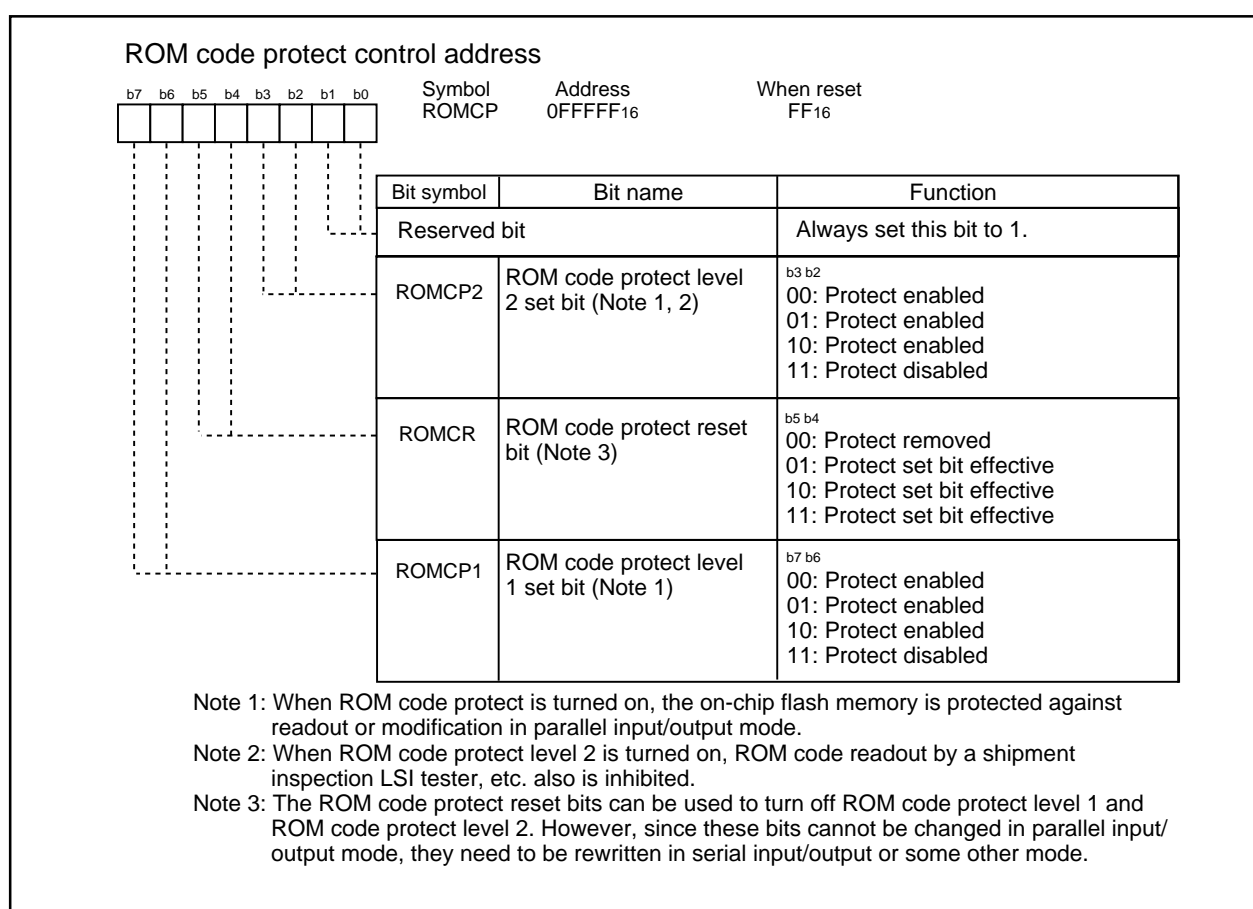 ROM code protect control address
b7 b6 b5 b4 b3 b2 b1 b0
Symbol Address When reset
ROMCP 0FFFFF16 FF16
Bit symbol Bit name Function
Reserved bit Always set this bit to 1.
ROMCP2 ROM code protect level
2 set bit (Note 1, 2)
b3 b2
00: Protect enabled
01: Protect enabled
10: Protect enabled
11: Protect disabled
ROMCR ROM code protect reset
bit (Note 3)
b5 b4
00: Protect removed
01: Protect set bit effective
10: Protect set bit effective
11: Protect set bit effective
ROMCP1 ROM code protect level
1 set bit (Note 1)
b7 b6
00: Protect enabled
01: Protect enabled
10: Protect enabled
11: Protect disabled
Note 1: When ROM code protect is turned on, the on-chip flash memory is protected against
readout or modification in parallel input/output mode.
Note 2: When ROM code protect level 2 is turned on, ROM code readout by a shipment
inspection LSI tester, etc. also is inhibited.
Note 3: The ROM code protect reset bits can be used to turn off ROM code protect level 1 and
ROM code protect level 2. However, since these bits cannot be changed in parallel input/
output mode, they need to be rewritten in serial input/output or some other mode.